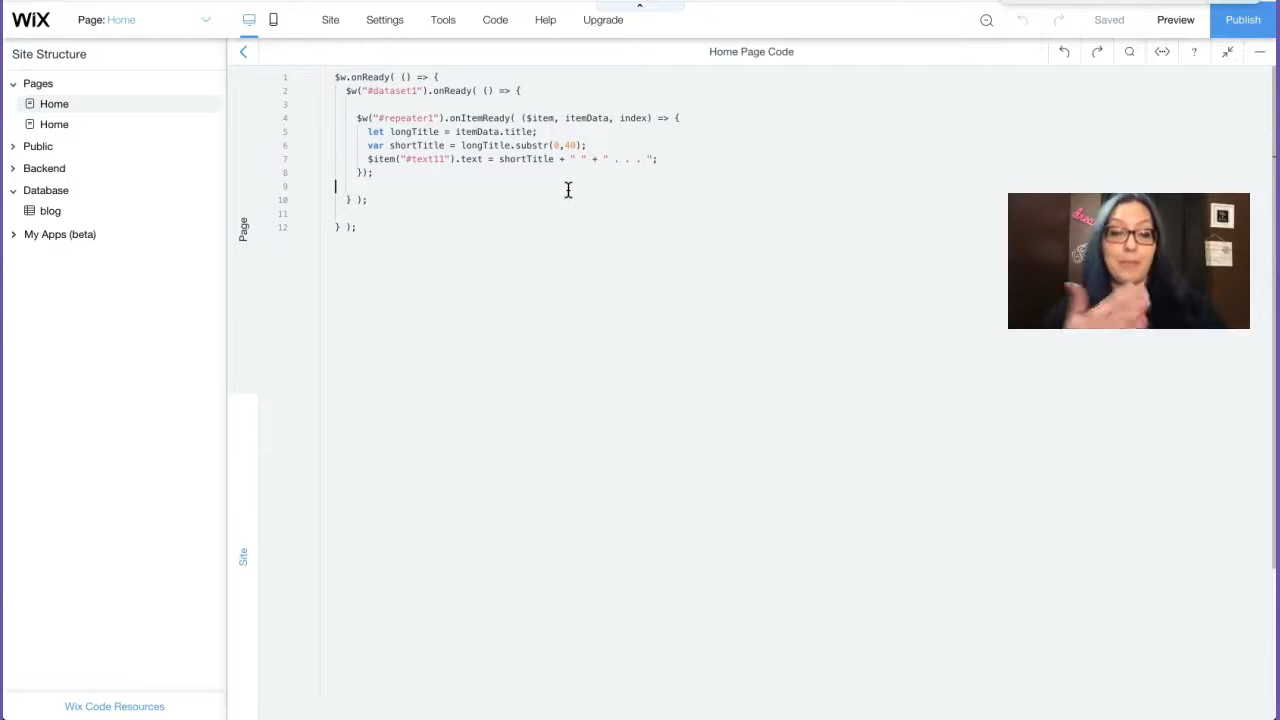 WiX
Page: Home
Site
Settings
Tools
Code
Help
Upgrade
Saved
Preview
Publish
Site Structure
Home Page Code
?
Pages
Home
Home
Public
Backend
Database
blog
My Apps (beta)
Wix Code Resources
Page
Site
1 $w.onReady( () => {
2 $w("#dataset1").onReady( () => {
3
4 $w("#repeater1").onItemReady( ($item, itemData, index) => {
5 let longTitle = itemData.title;
6 var shortTitle = longTitle.substr(0,40);
7 $item("#text11").text = shortTitle + " " + " . . . ";
8 });
9
10 } );
11
12 } );